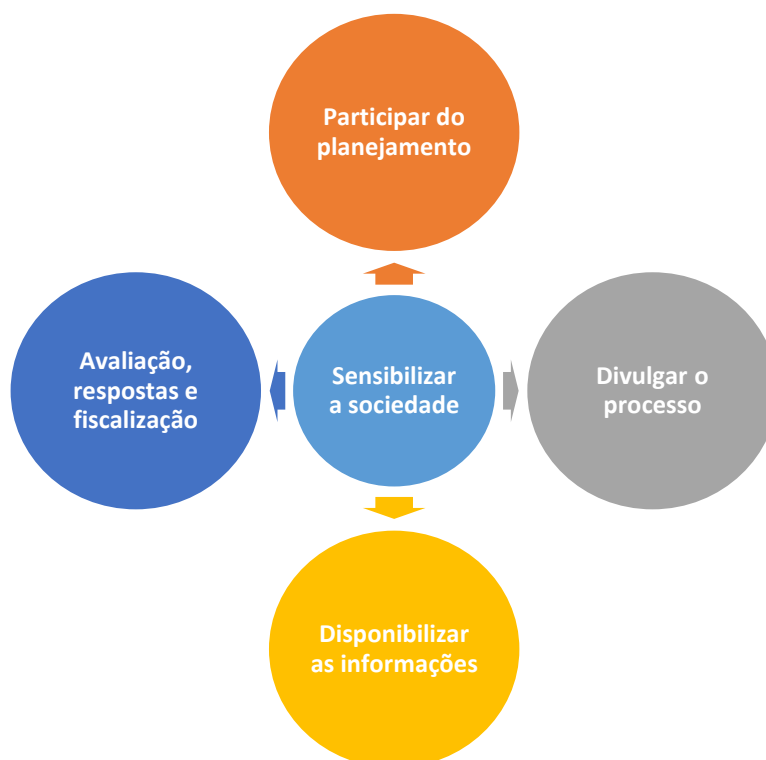 Participar do
planejamento
Avaliação,
respostas e
fiscalização
Sensibilizar
a sociedade
Divulgar o
processo
Disponibilizar
as informações